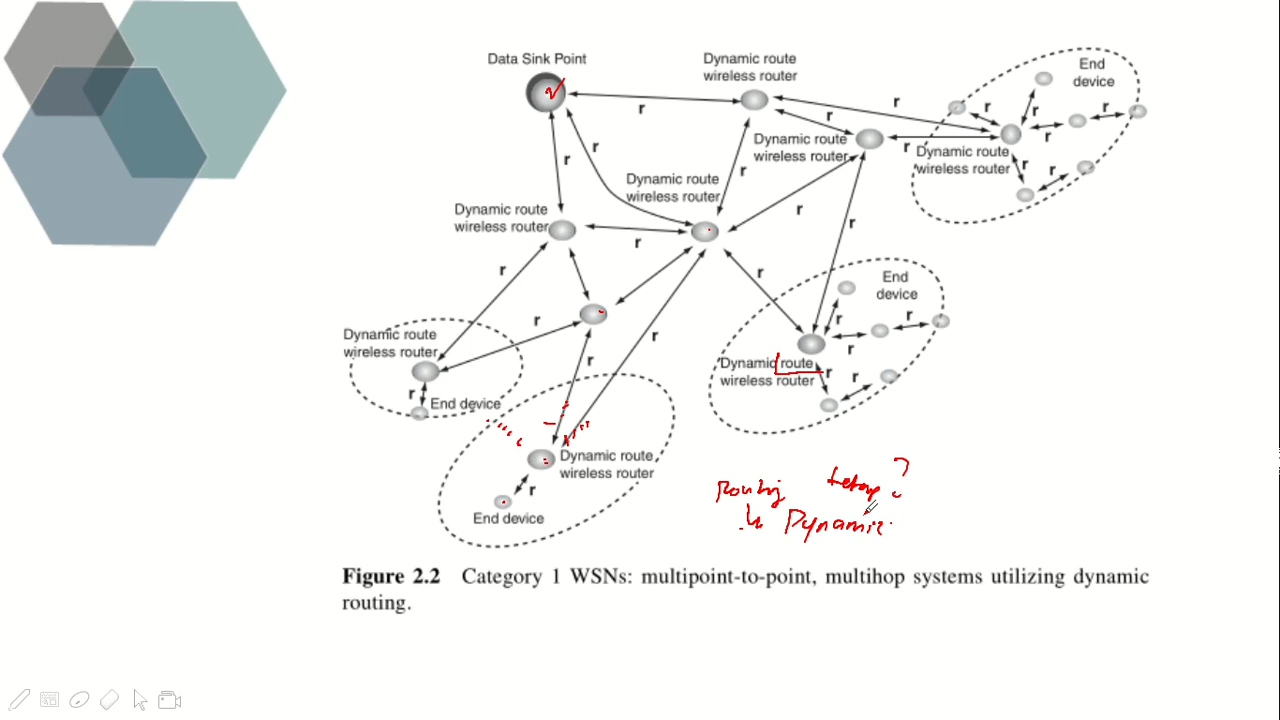 Data Sink Point
Dynamic route
wireless router
End
device
r
r
r
r
r
r
Dynamic route
wireless router
r
Dynamic route
wireless router
r
r
r
r
Dynamic route
wireless router
r
Dynamic route
wireless router
r
r
r
r
r
End
device
r
r
r
r
r
r
Dynamic route
wireless router
r
r
r
Dynamic route
wireless router
r
End device
Dynamic route
wireless router
r
End device
Routing setup?
↳ Dynamic
Figure 2.2 Category 1 WSNs: multipoint-to-point, multihop systems utilizing dynamic
routing.